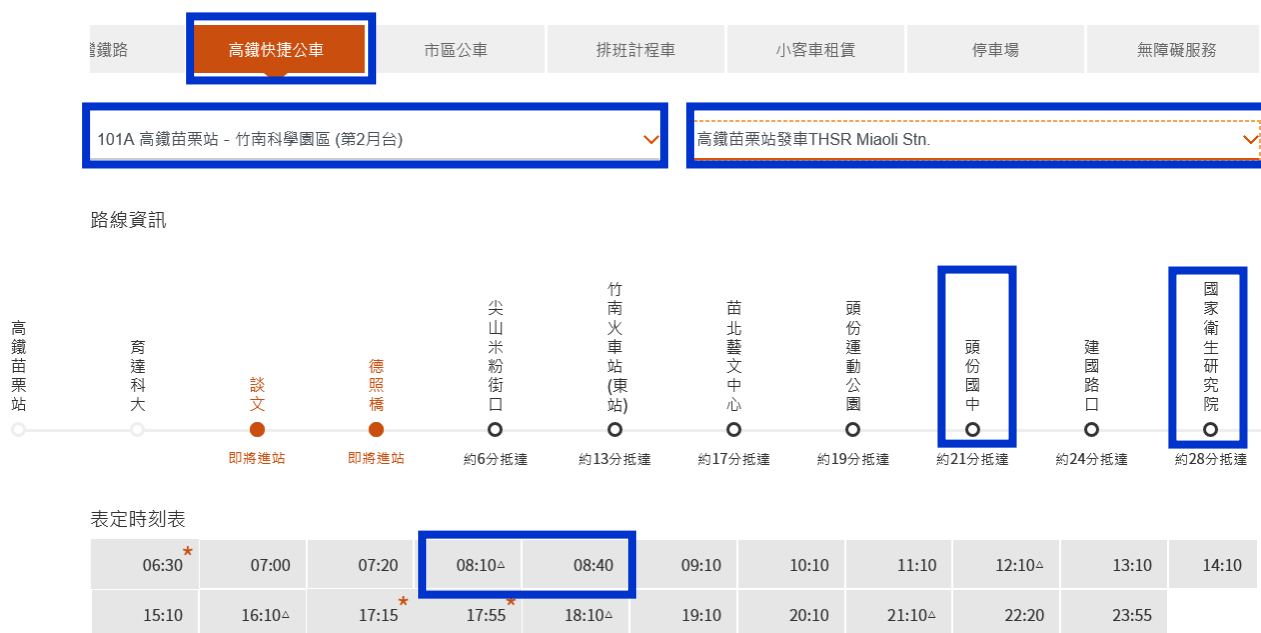 鐵路
高鐵快捷公車
市區公車
排班計程車
小客車租賃
停車場
無障礙服務
101A 高鐵苗栗站 - 竹南科學園區 (第2月台)
高鐵苗栗站發車THSR Miaoli Stn.
路線資訊
高鐵苗栗站
育達科大
談文
德照橋
尖山米粉街口
竹南火車站(東站)
苗北藝文中心
頭份運動公園
頭份國中
建國路口
國家衛生研究院
即將進站
即將進站
約6分抵達
約13分抵達
約17分抵達
約19分抵達
約21分抵達
約24分抵達
約28分抵達
表定時刻表
06:30* 07:00 07:20 08:10△ 08:40 09:10 10:10 11:10 12:10△ 13:10 14:10
15:10 16:10△ 17:15* 17:55* 18:10△ 19:10 20:10 21:10△ 22:20 23:55